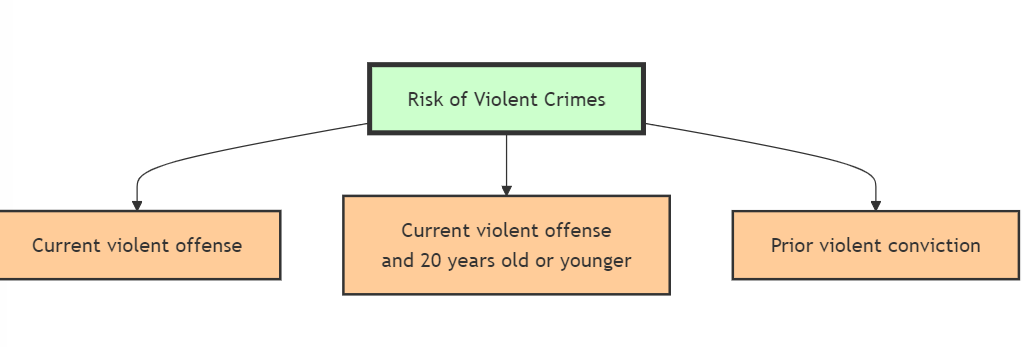 Risk of Violent Crimes
Current violent offense
Current violent offense
and 20 years old or younger
Prior violent conviction